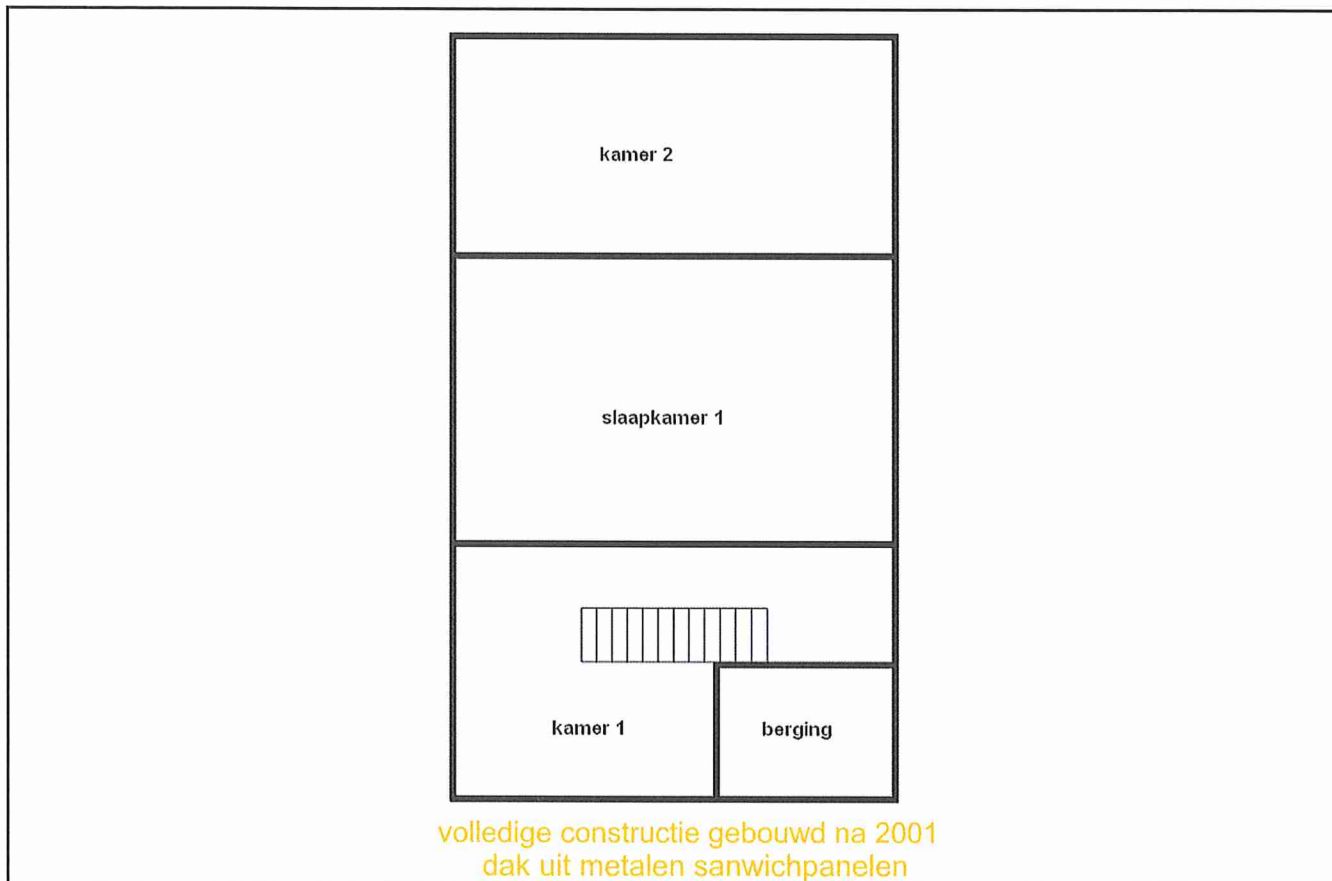 kamer 2
slaapkamer 1
kamer 1
berging
volledige constructie gebouwd na 2001
dak uit metalen sanwichpanelen